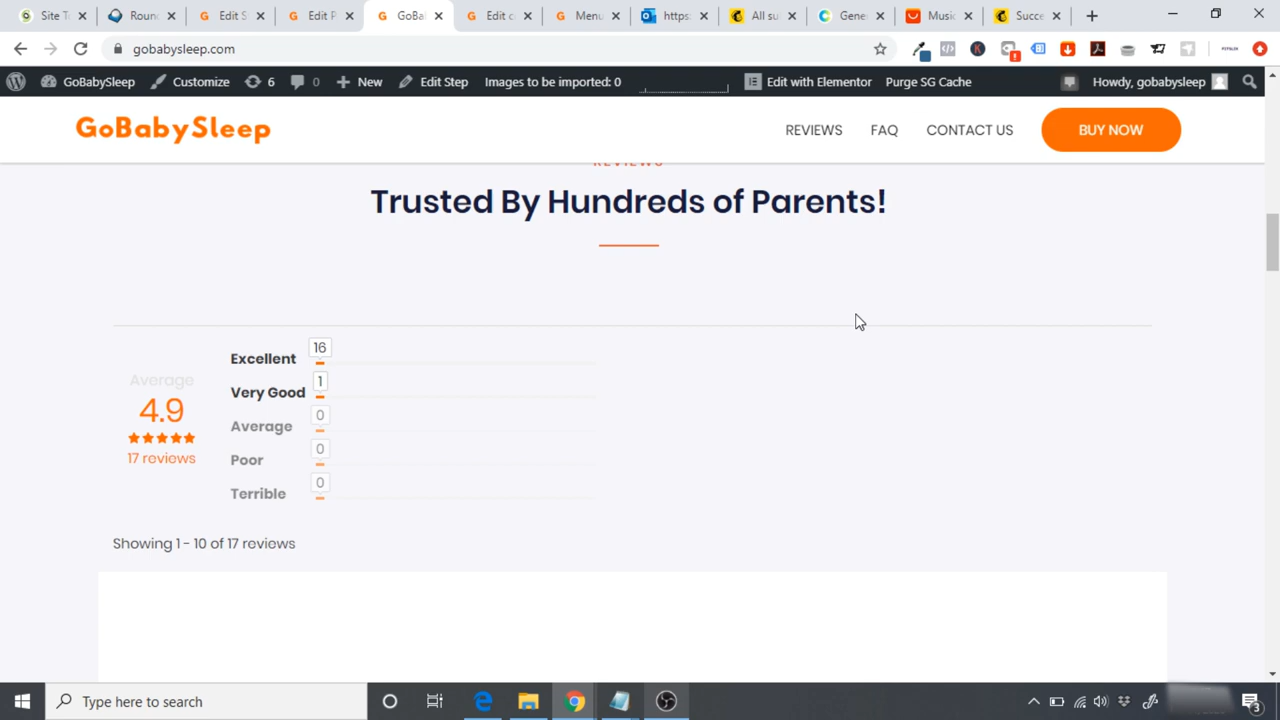 Site T
Roun
Edit S
Edit P
GoBa
Edit c
Menu
https:
All su
Gene
Music
Succe
gobabysleep.com
GoBabySleep
Customize
6
0
New
Edit Step
Images to be imported: 0
Edit with Elementor
Purge SG Cache
Howdy, gobabysleep
GoBabySleep
REVIEWS
FAQ
CONTACT US
BUY NOW
REVIEWS
Trusted By Hundreds of Parents!
Average
4.9
17 reviews
Excellent 16
Very Good 1
Average 0
Poor 0
Terrible 0
Showing 1 - 10 of 17 reviews
Type here to search
3